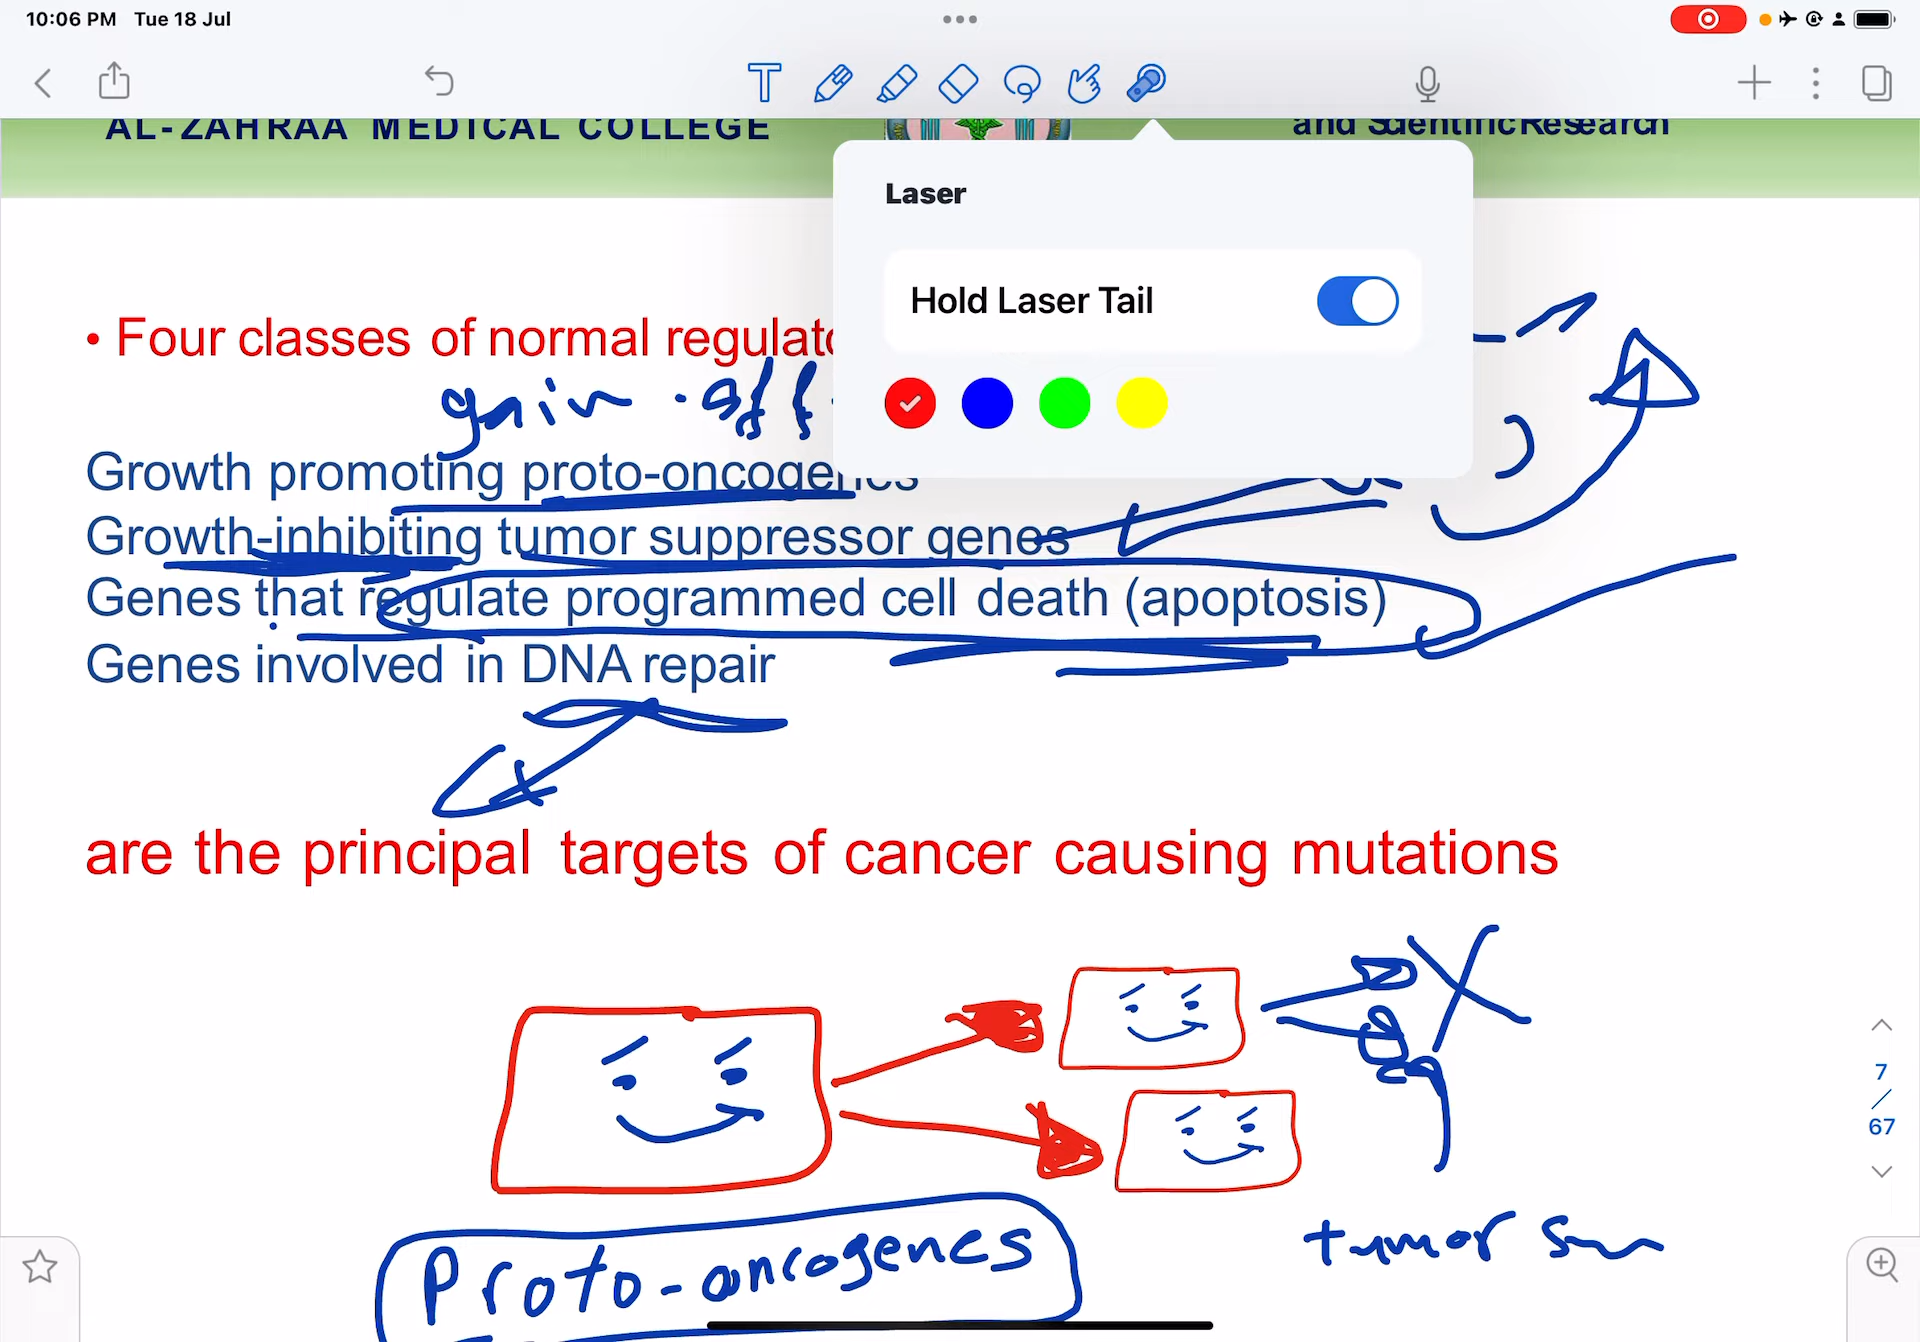 10:06 PM Tue 18 Jul
AL-ZAHRAA MEDICAL COLLEGE
and Scientific Research
Laser
Hold Laser Tail
• Four classes of normal
gain
Growth promoting proto-oncogenes
Growth-inhibiting tumor suppressor genes
Genes that regulate programmed cell death (apoptosis)
Genes involved in DNA repair
are the principal targets of cancer causing mutations
7
/
67
Proto-oncogenes
tumor